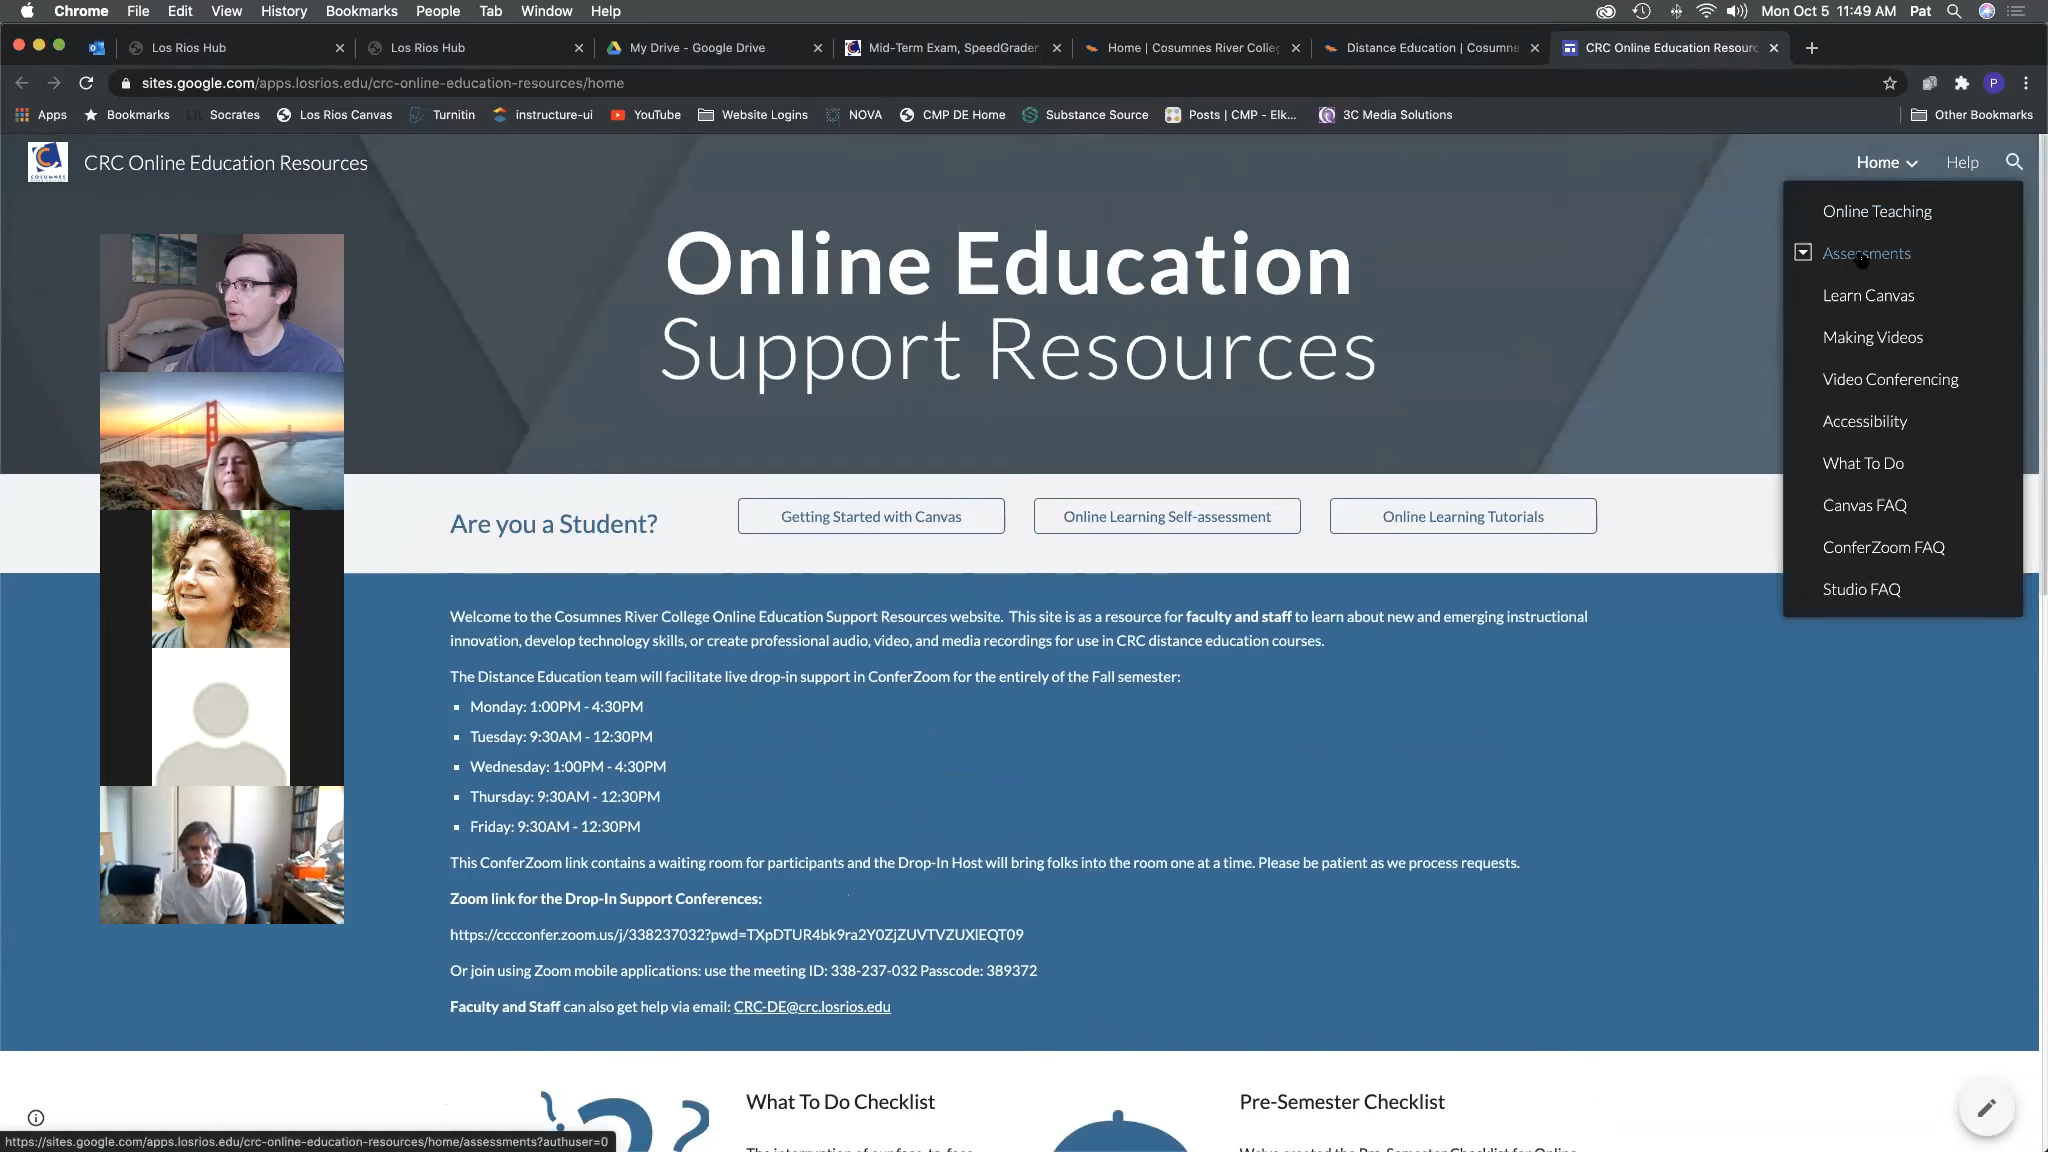 Chrome File Edit View History Bookmarks People Tab Window Help
Mon Oct 5 11:49 AM Pat
Los Rios Hub
Los Rios Hub
My Drive - Google Drive
Mid-Term Exam, SpeedGrader
Home | Cosumnes River Colleg
Distance Education | Cosumne
CRC Online Education Resourc
sites.google.com/apps.losrios.edu/crc-online-education-resources/home
P
Apps Bookmarks Socrates Los Rios Canvas Turnitin instructure-ui YouTube Website Logins NOVA CMP DE Home Substance Source Posts | CMP - Elk... 3C Media Solutions Other Bookmarks
CRC Online Education Resources
Home Help
Online Teaching
Assessments
Learn Canvas
Making Videos
Video Conferencing
Accessibility
What To Do
Canvas FAQ
ConferZoom FAQ
Studio FAQ
Online Education
Support Resources
Are you a Student?
Getting Started with Canvas
Online Learning Self-assessment
Online Learning Tutorials
Welcome to the Cosumnes River College Online Education Support Resources website. This site is as a resource for faculty and staff to learn about new and emerging instructional
innovation, develop technology skills, or create professional audio, video, and media recordings for use in CRC distance education courses.
The Distance Education team will facilitate live drop-in support in ConferZoom for the entirely of the Fall semester:
Monday: 1:00PM - 4:30PM
Tuesday: 9:30AM - 12:30PM
Wednesday: 1:00PM - 4:30PM
Thursday: 9:30AM - 12:30PM
Friday: 9:30AM - 12:30PM
This ConferZoom link contains a waiting room for participants and the Drop-In Host will bring folks into the room one at a time. Please be patient as we process requests.
Zoom link for the Drop-In Support Conferences:
https://cccconfer.zoom.us/j/338237032?pwd=TXpDTUR4bk9ra2Y0ZjZUVTVZUXlEQT09
Or join using Zoom mobile applications: use the meeting ID: 338-237-032 Passcode: 389372
Faculty and Staff can also get help via email: CRC-DE@crc.losrios.edu
What To Do Checklist
Pre-Semester Checklist
https://sites.google.com/apps.losrios.edu/crc-online-education-resources/home/assessments?authuser=0